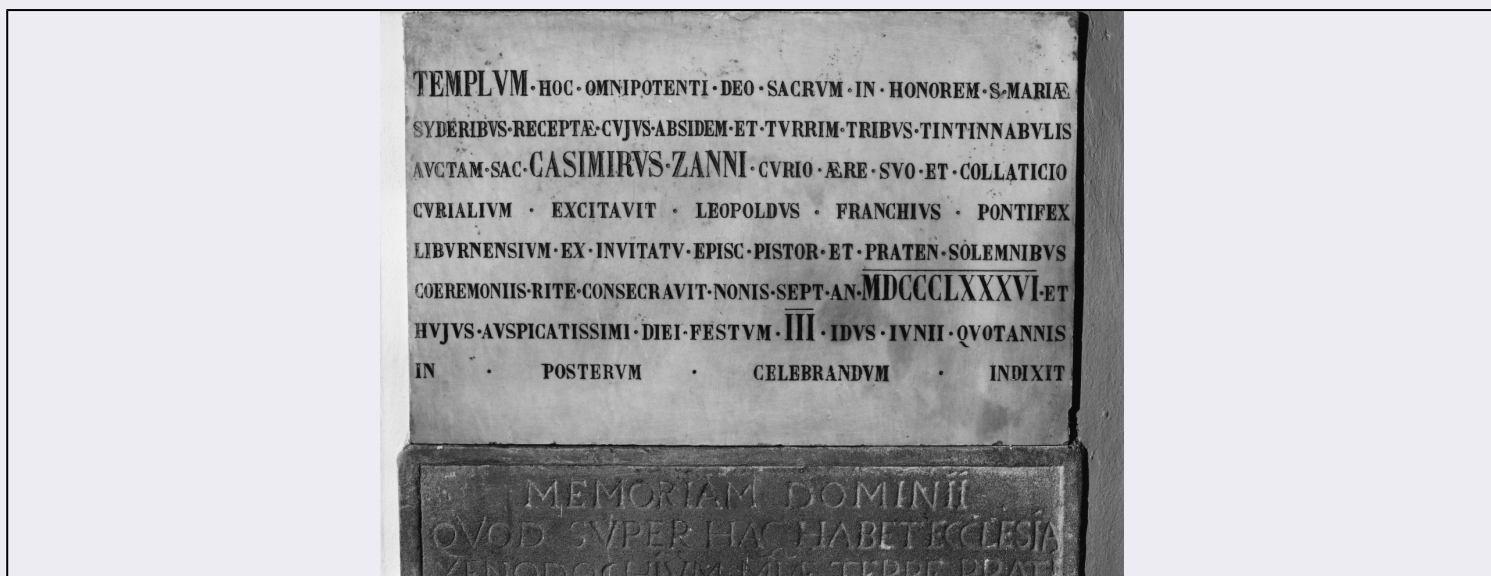 TEMPLVM·HOC·OMNIPOTENTI·DEO·SACRVM·IN·HONOREM·S·MARIÆ
SYDERIBVS·RECEPTÆ·CVJVS·ABSIDEM·ET·TVRRIM·TRIBVS·TINTINNABVLIS
AVCTAM·SAC·CASIMIRVS·ZANNI·CVRIO·ÆRE·SVO·ET·COLLATICIO
CVRIALIVM · EXCITAVIT · LEOPOLDVS · FRANCHIVS · PONTIFEX
LIBVRNENSIVM·EX·INVITATV·EPISC·PISTOR·ET·PRATEN·SOLEMNIBVS
COEREMONIIS·RITE·CONSECRAVIT·NONIS·SEPT·AN·MDCCCLXXXVI·ET
HVJVS·AVSPICATISSIMI·DIEI·FESTVM·III·IDVS·IVNII·QVOTANNIS
IN · POSTERVM · CELEBRANDVM · INDIXIT
MEMORIAM DOMINII
QVOD SVPER HAC HABET ECCLESIA